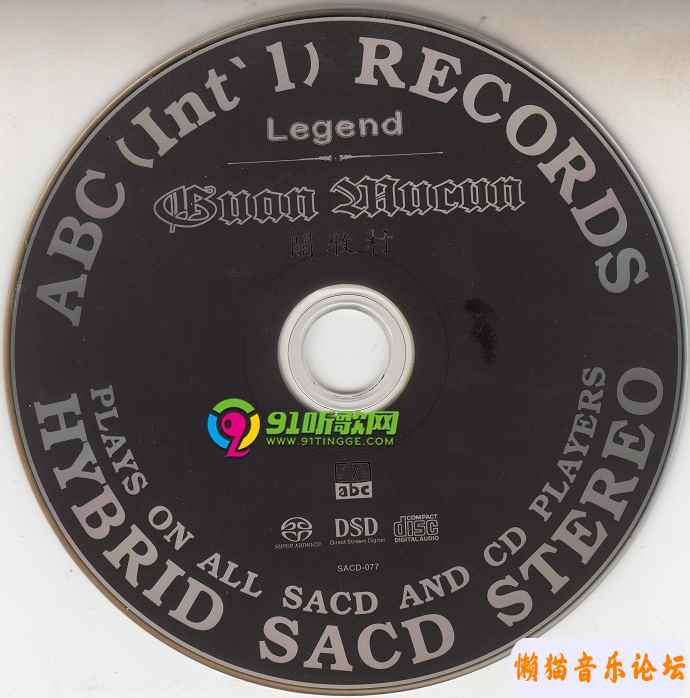 ABC (Int`l) RECORDS
Legend
Guan Mucun
關牧村
91听歌网
WWW.91TINGGE.COM
abc
SUPER AUDIO CD
DSD
Direct Stream Digital
COMPACT
disc
DIGITAL AUDIO
SACD-077
PLAYS ON ALL SACD AND CD PLAYERS
HYBRID SACD STEREO
懒猫音乐论坛